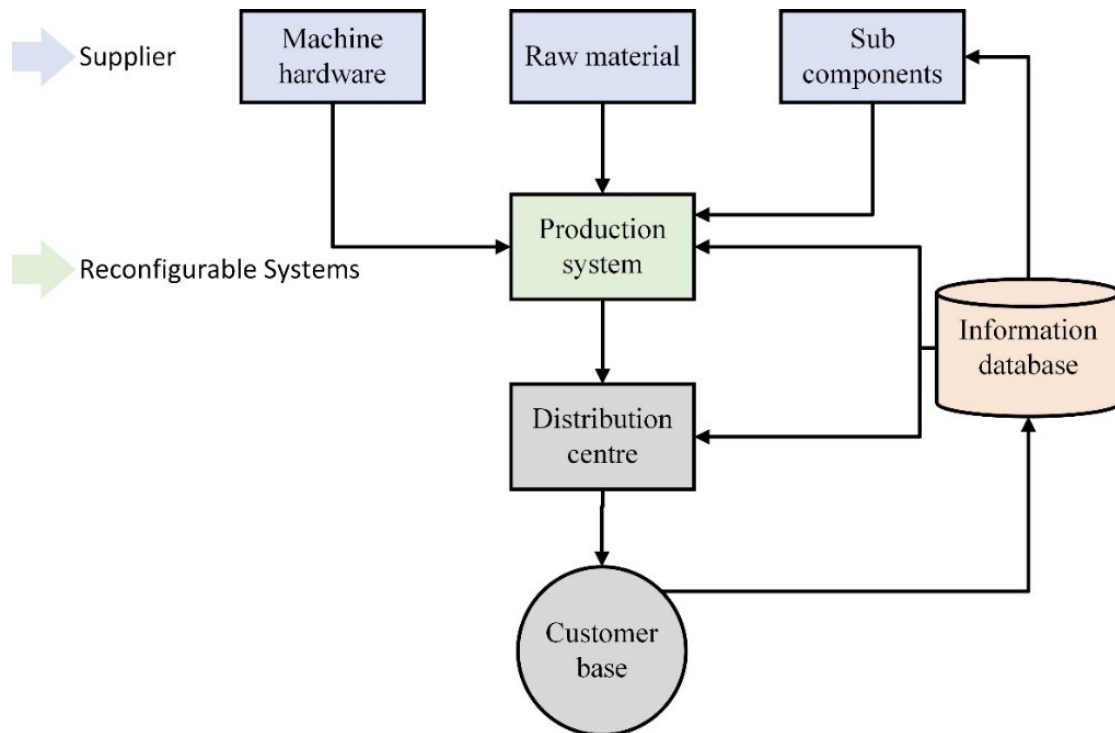 Supplier
Machine
hardware
Raw material
Sub
components
Reconfigurable Systems
Production
system
Information
database
Distribution
centre
Customer
base